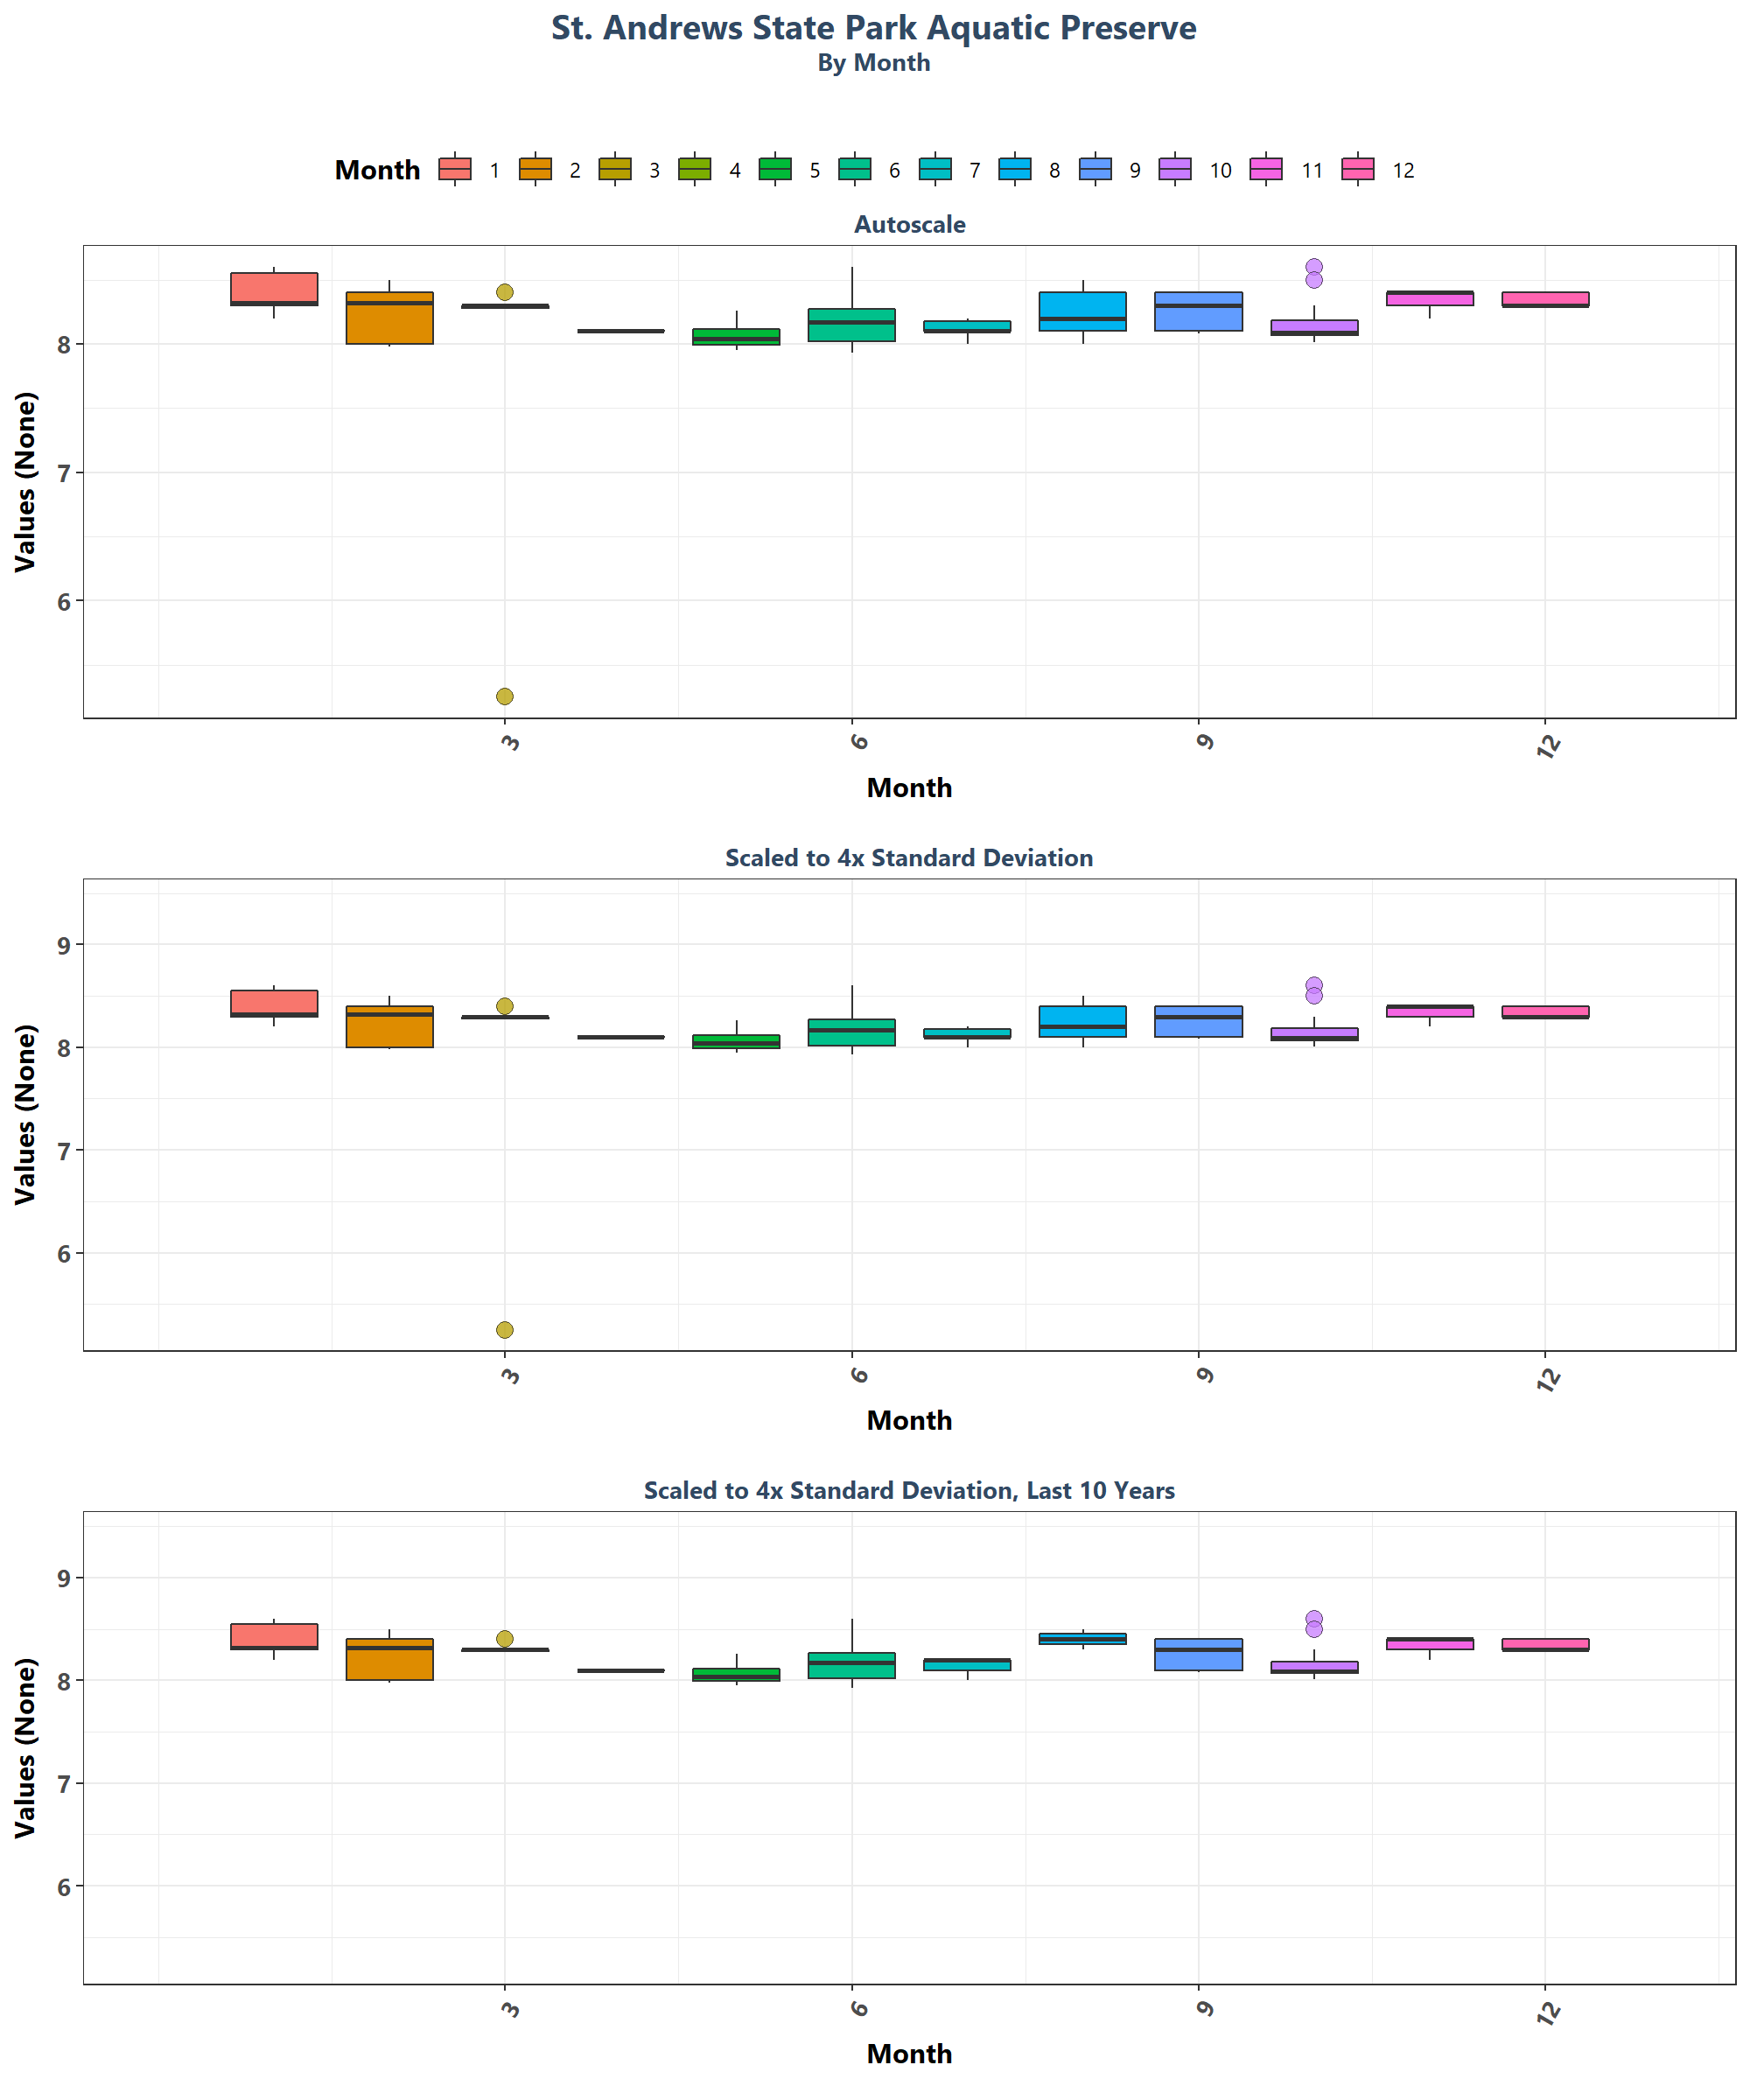 St. Andrews State Park Aquatic Preserve
By Month
Month 1 2 3 4 5 6 7 8 9 10 11 12
Autoscale
Values (None)
8
7
6
3 6 9 12
Month
Scaled to 4x Standard Deviation
Values (None)
9
8
7
6
3 6 9 12
Month
Scaled to 4x Standard Deviation, Last 10 Years
Values (None)
9
8
7
6
3 6 9 12
Month